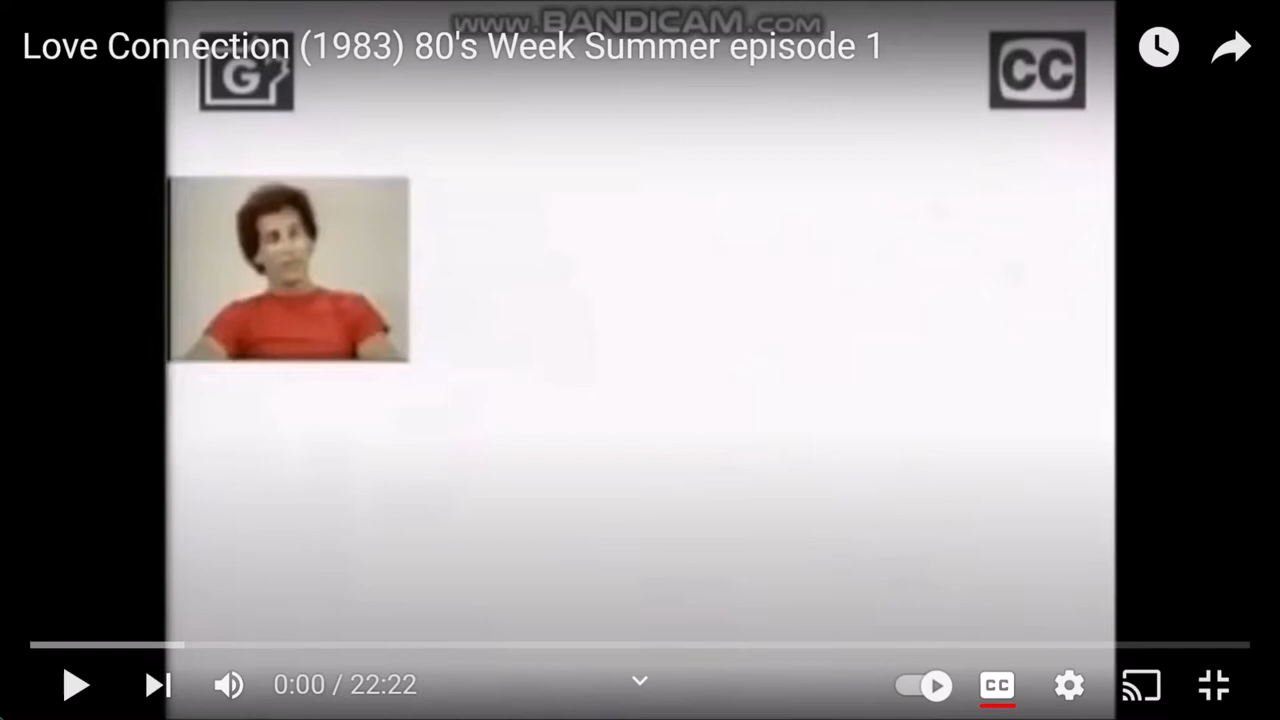 www.BANDICAM.com
Love Connection (1983) 80's Week Summer episode 1
G
CC
0:00 / 22:22
CC